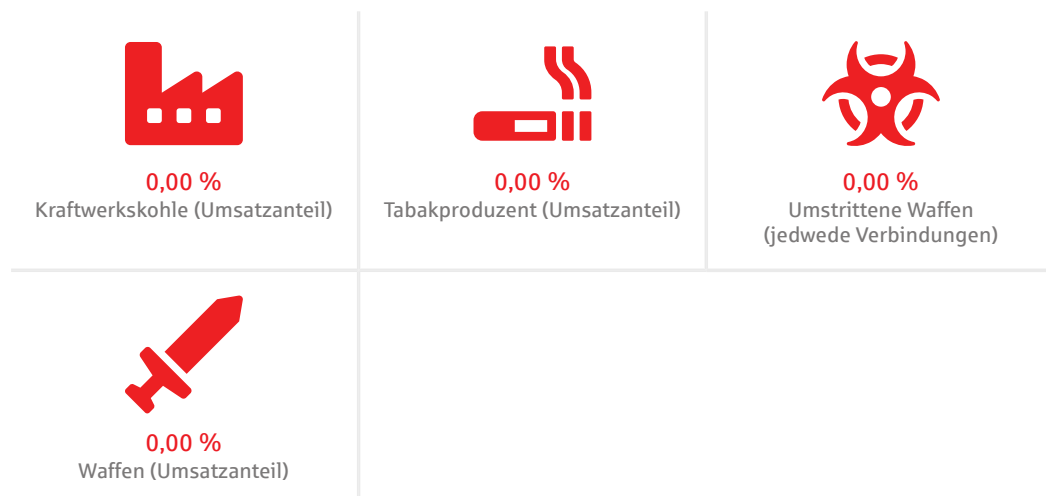 0,00 %
Kraftwerkskohle (Umsatzanteil)
0,00 %
Tabakproduzent (Umsatzanteil)
0,00 %
Umstrittene Waffen
(jedwede Verbindungen)
0,00 %
Waffen (Umsatzanteil)